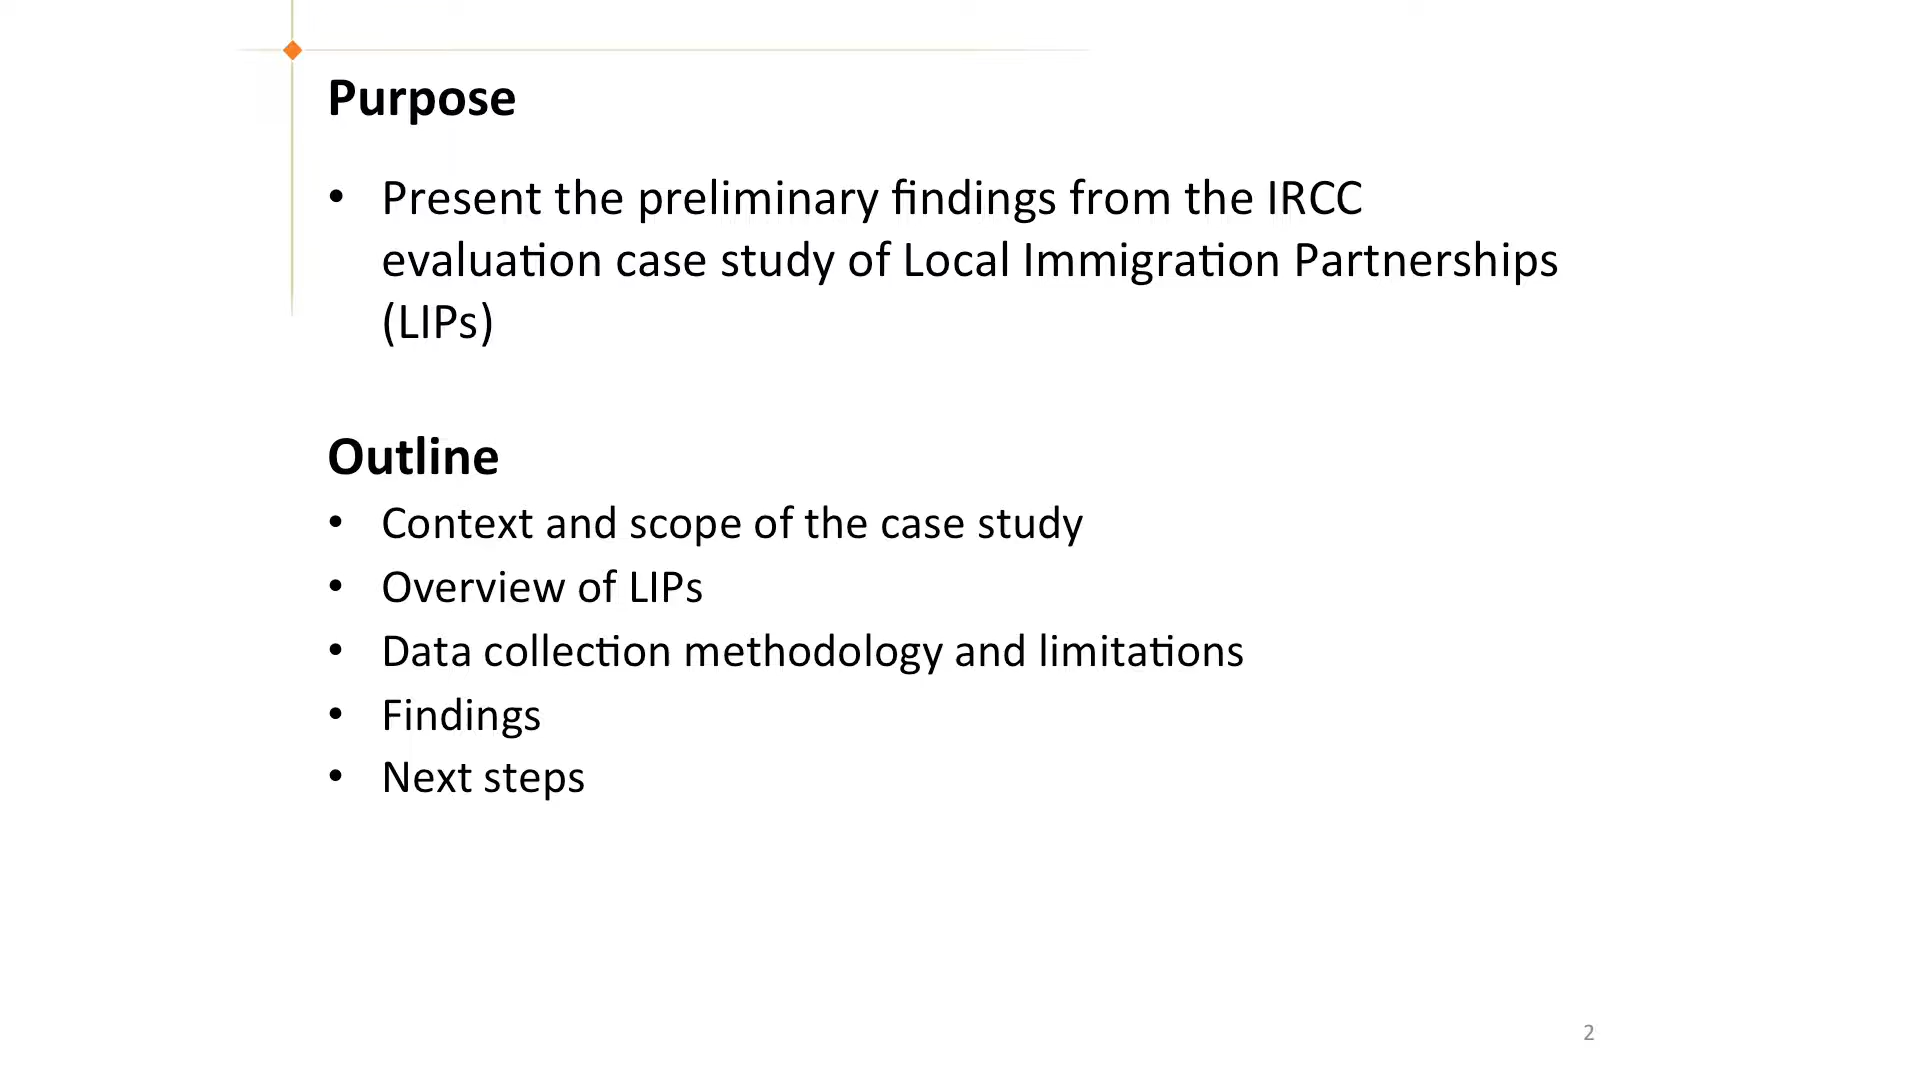 Purpose
• Present the preliminary findings from the IRCC
evaluation case study of Local Immigration Partnerships
(LIPs)
Outline
• Context and scope of the case study
• Overview of LIPs
• Data collection methodology and limitations
• Findings
• Next steps
2